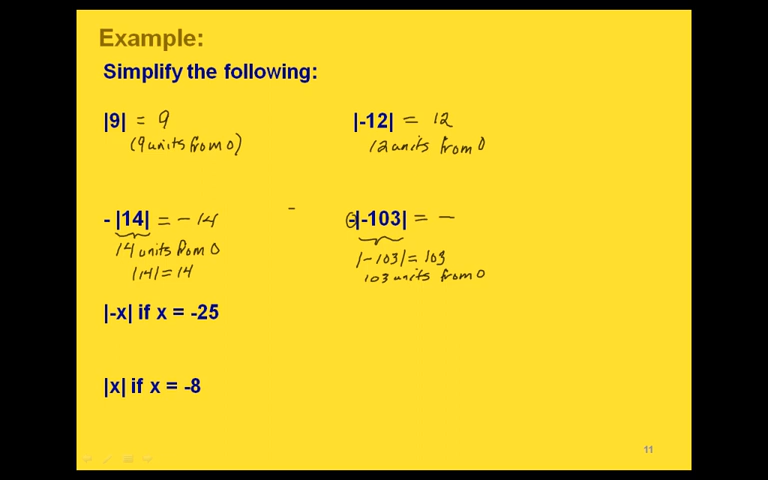 Example:
Simplify the following:
|9| = 9
(9 units from 0)
|-12| = 12
12 units from 0
- |14| = - 14
14 units from 0
|14| = 14
-|-103| = -
|-103| = 103
103 units from 0
|-x| if x = -25
|x| if x = -8
11